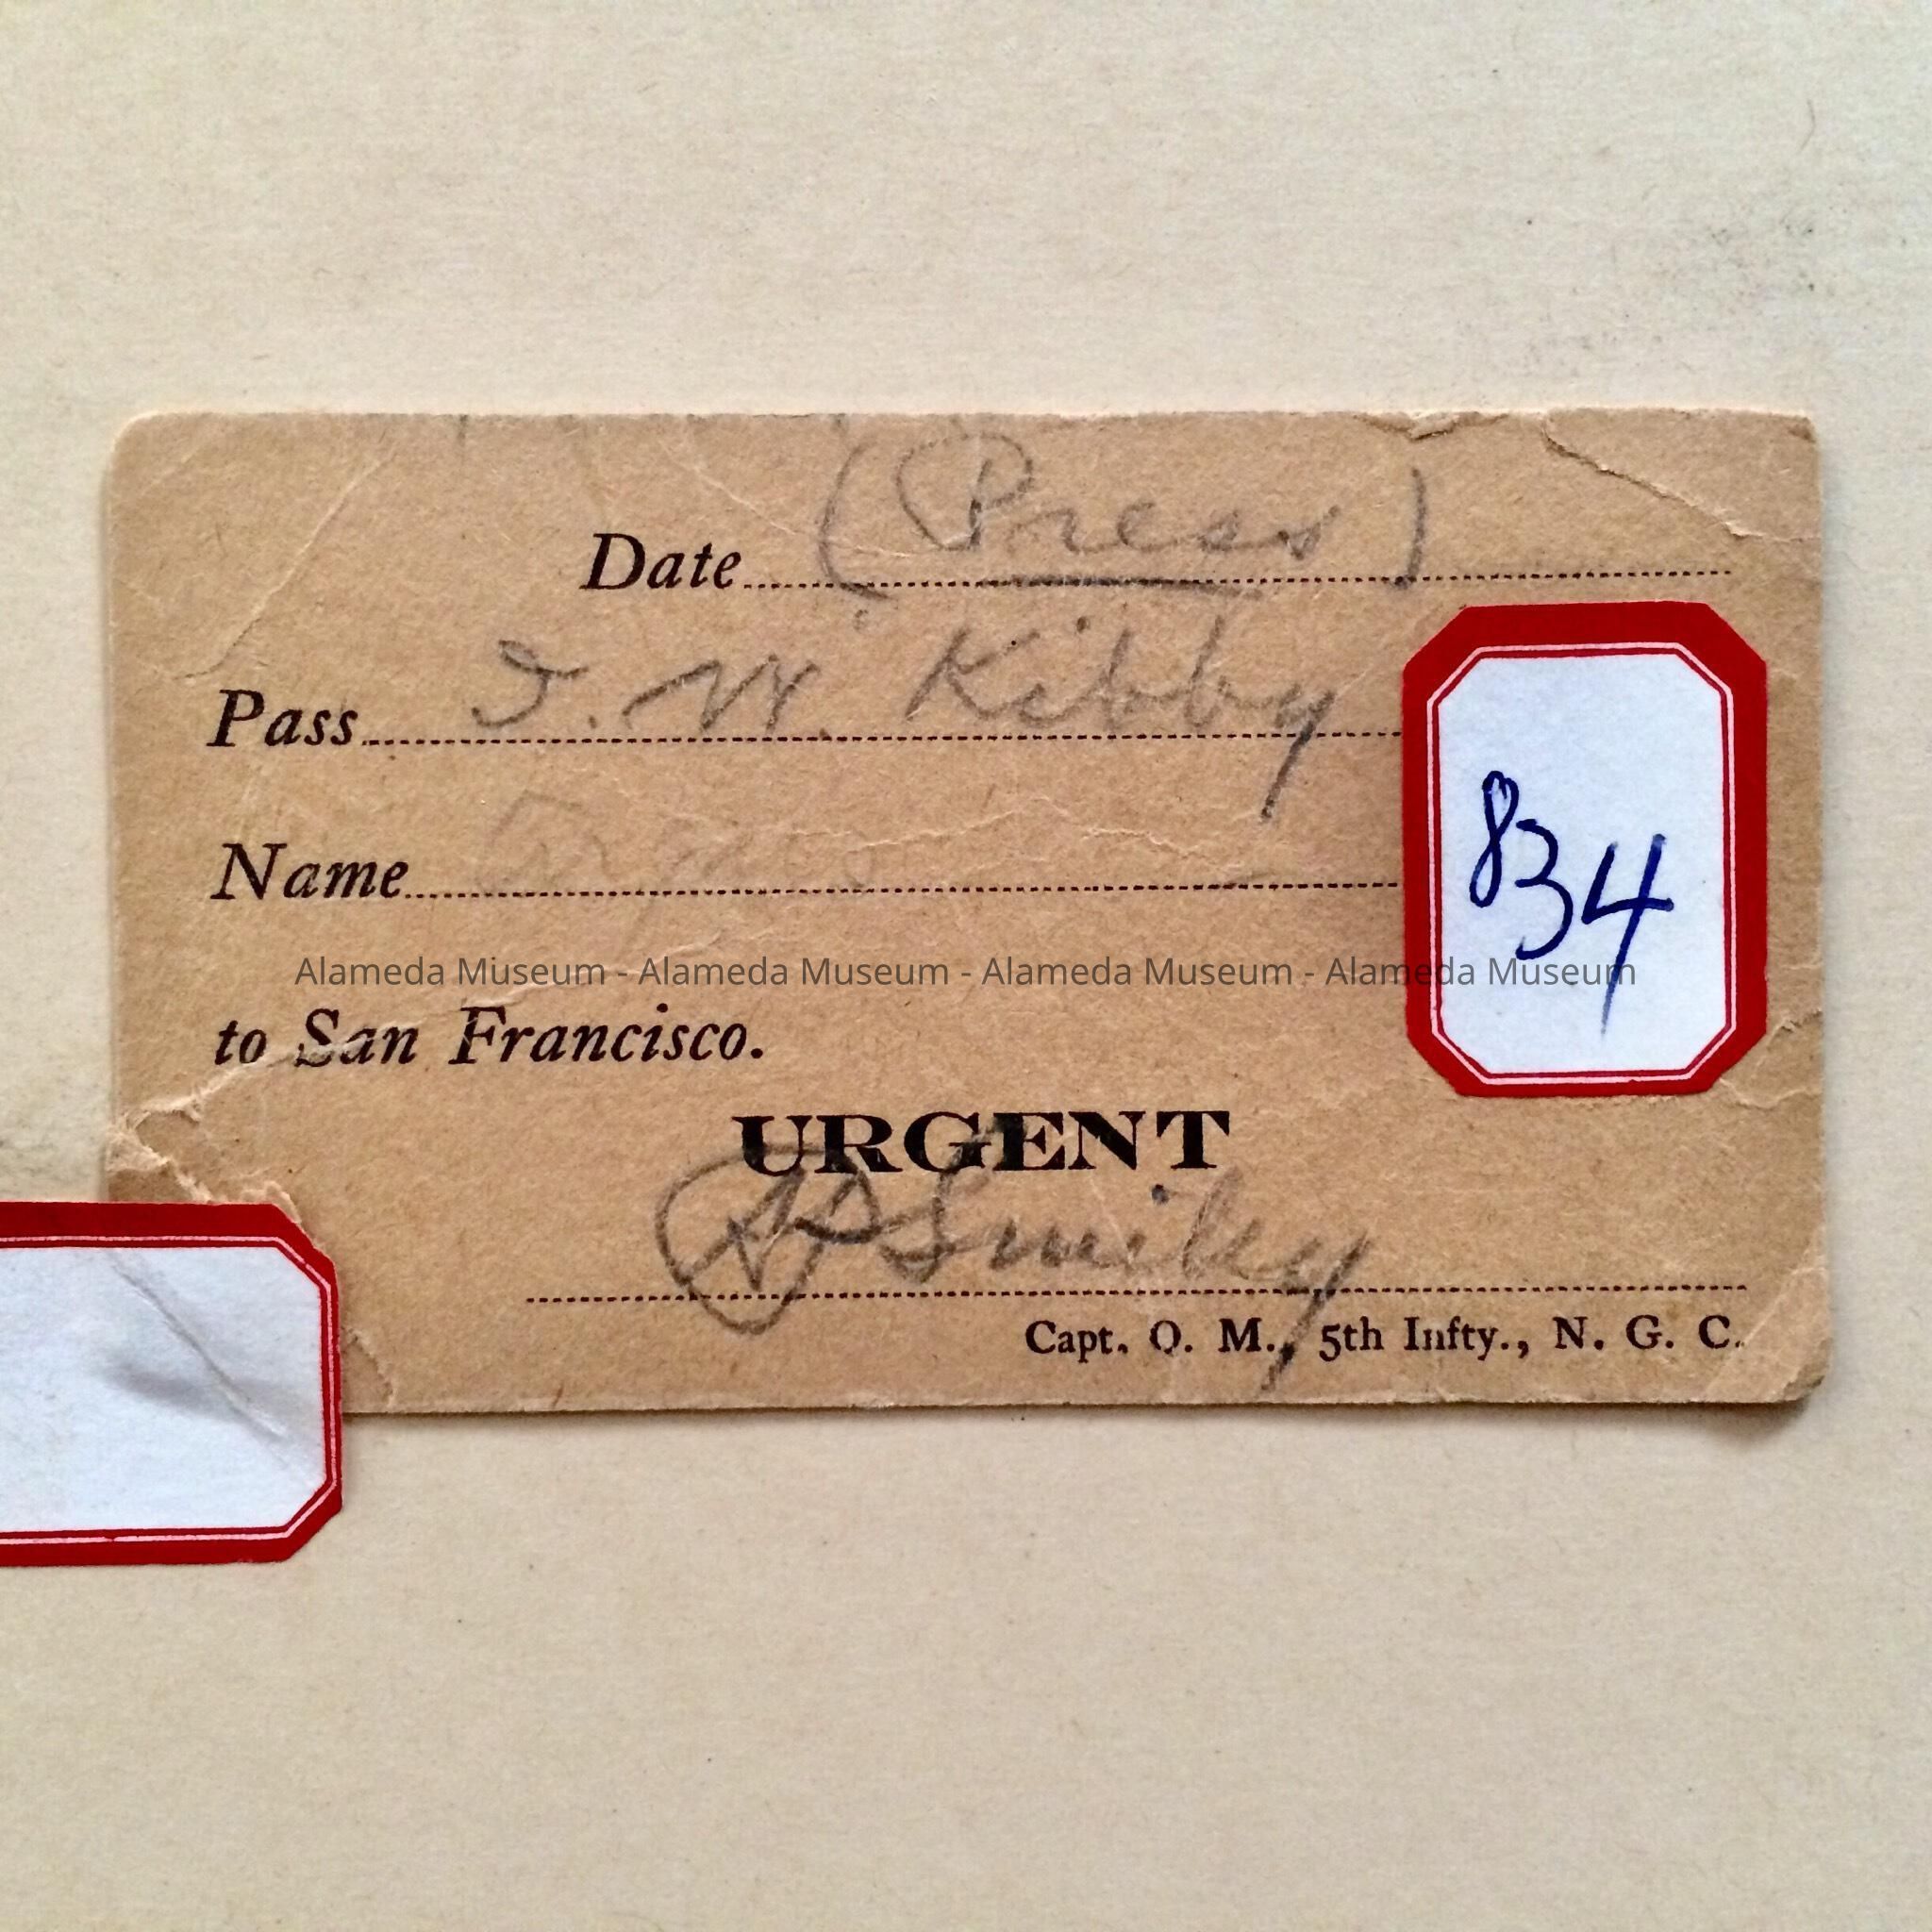 Date (Press)
Pass I. W. Kibby
Name
834
Alameda Museum - Alameda Museum - Alameda Museum - Alameda Museum
to San Francisco.
URGENT
Smiley
Capt. Q. M., 5th Infty., N. G. C.